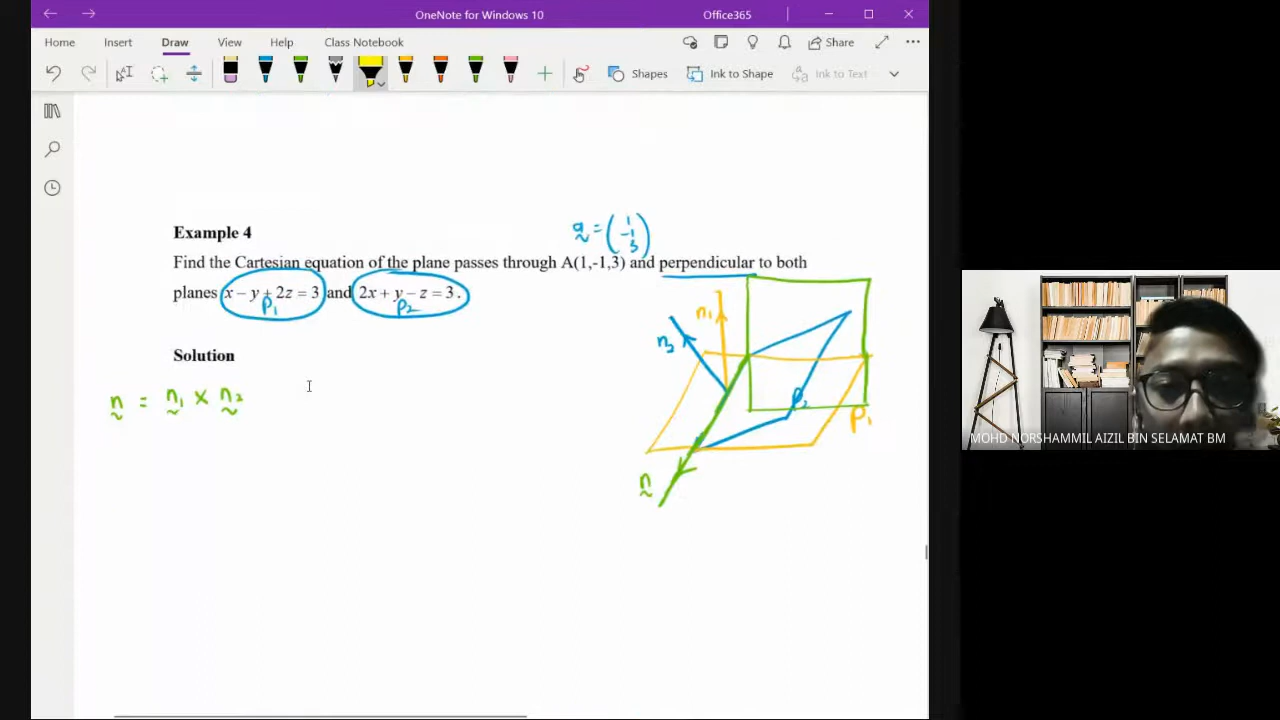 OneNote for Windows 10
Office365
Home Insert Draw View Help Class Notebook
Share
Shapes
Ink to Shape
Ink to Text
Example 4
a = (1 -1 3)
Find the Cartesian equation of the plane passes through A(1,-1,3) and perpendicular to both
planes x − y + 2z = 3 and 2x + y − z = 3 .
P1 P2
n1
n2
Solution
n = n1 × n2
P2
P1
n
MOHD NORSHAMMIL AIZIL BIN SELAMAT BM